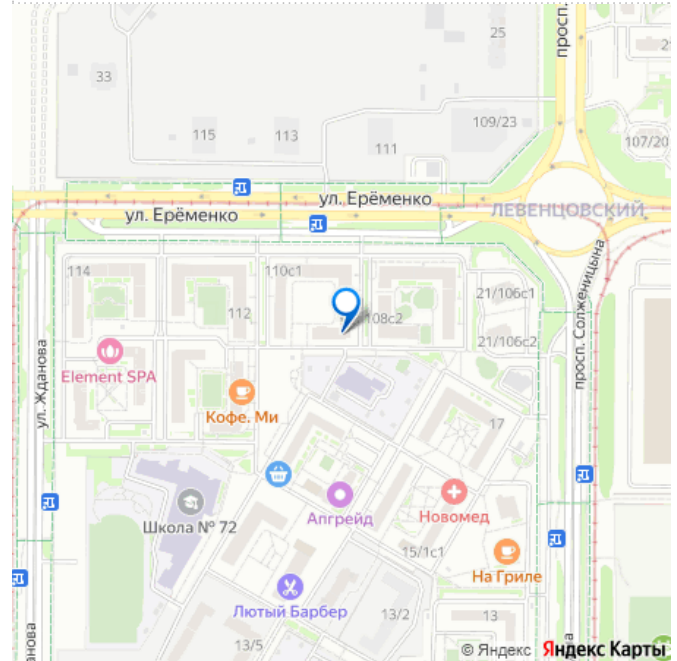 просп.
25
33
109/23
115
113
111
107/20
ул. Ерёменко
ул. Ерёменко
ЛЕВЕНЦОВСКИЙ
114
110с1
21/106с1
112
108с2
21/106с2
просп. Солженицына
Element SPA
ул. Жданова
Кофе. Ми
17
Школа № 72
Апгрейд
Новомед
15/1с1
На Гриле
Лютый Барбер
13/2
13
13/5
© Яндекс Яндекс Карты